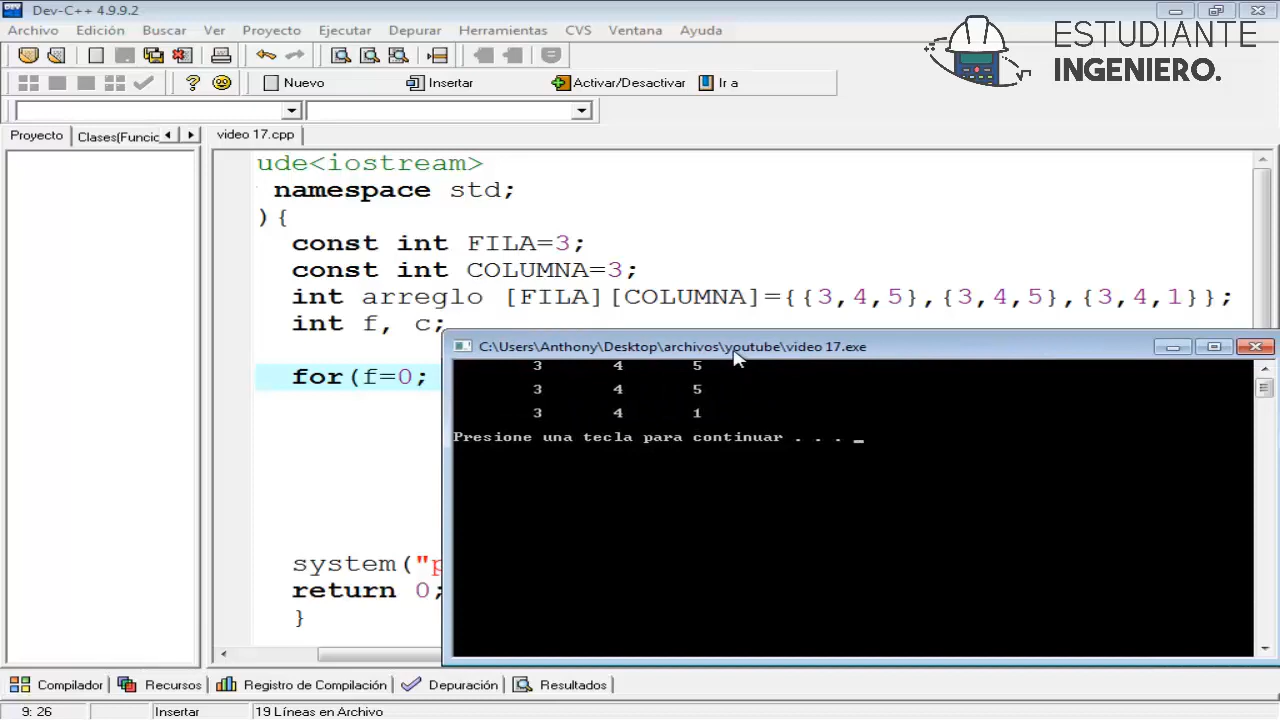 Dev-C++ 4.9.9.2
Archivo Edición Buscar Ver Proyecto Ejecutar Depurar Herramientas CVS Ventana Ayuda
ESTUDIANTE
INGENIERO.
Nuevo Insertar Activar/Desactivar Ir a
Proyecto Clases(Funcic video 17.cpp
ude<iostream>
namespace std;
){
const int FILA=3;
const int COLUMNA=3;
int arreglo [FILA][COLUMNA]={{3,4,5},{3,4,5},{3,4,1}};
int f, c;
for(f=0;
C:\Users\Anthony\Desktop\archivos\youtube\video 17.exe
3 4 5
3 4 5
3 4 1
Presione una tecla para continuar . . . _
system("p
return 0;
}
Compilador Recursos Registro de Compilación Depuración Resultados
9: 26 Insertar 19 Líneas en Archivo